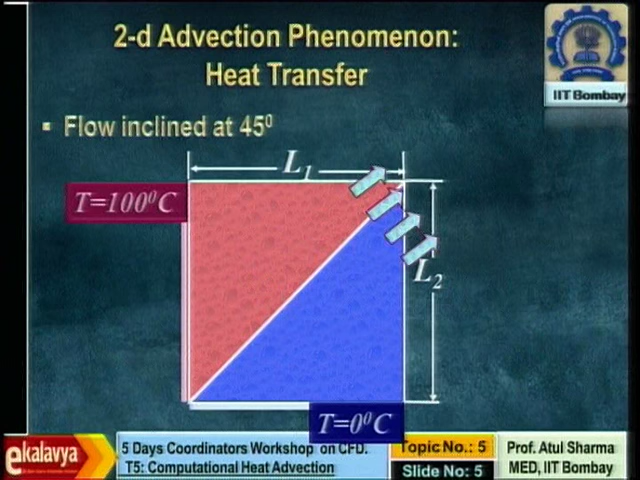 2-d Advection Phenomenon:
Heat Transfer
IIT Bombay
▪ Flow inclined at 45⁰
L₁
T=100⁰C
L₂
T=0⁰C
ekalavya
5 Days Coordinators Workshop on CFD.
T5: Computational Heat Advection
Topic No.: 5
Slide No: 5
Prof. Atul Sharma
MED, IIT Bombay